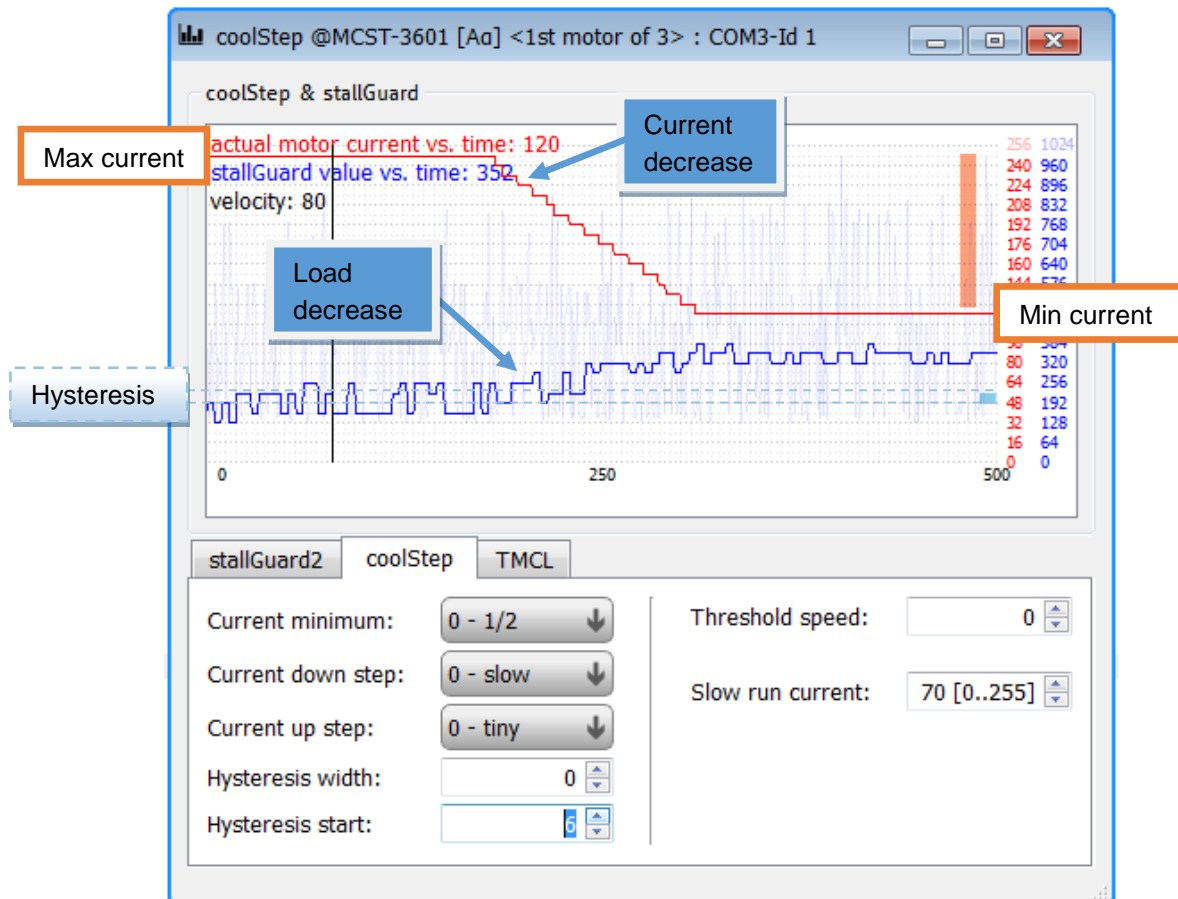 coolStep @MCST-3601 [Aα] <1st motor of 3> : COM3-Id 1
coolStep & stallGuard
Max current
actual motor current vs. time: 120
stallGuard value vs. time: 352
velocity: 80
Current
decrease
Load
decrease
Hysteresis
Min current
256 1024
240 960
224 896
208 832
192 768
176 704
160 640
144 576
80 320
64 256
48 192
32 128
16 64
0 0
0 250 500
stallGuard2 coolStep TMCL
Current minimum: 0 - 1/2
Threshold speed: 0
Current down step: 0 - slow
Slow run current: 70 [0..255]
Current up step: 0 - tiny
Hysteresis width: 0
Hysteresis start: 6